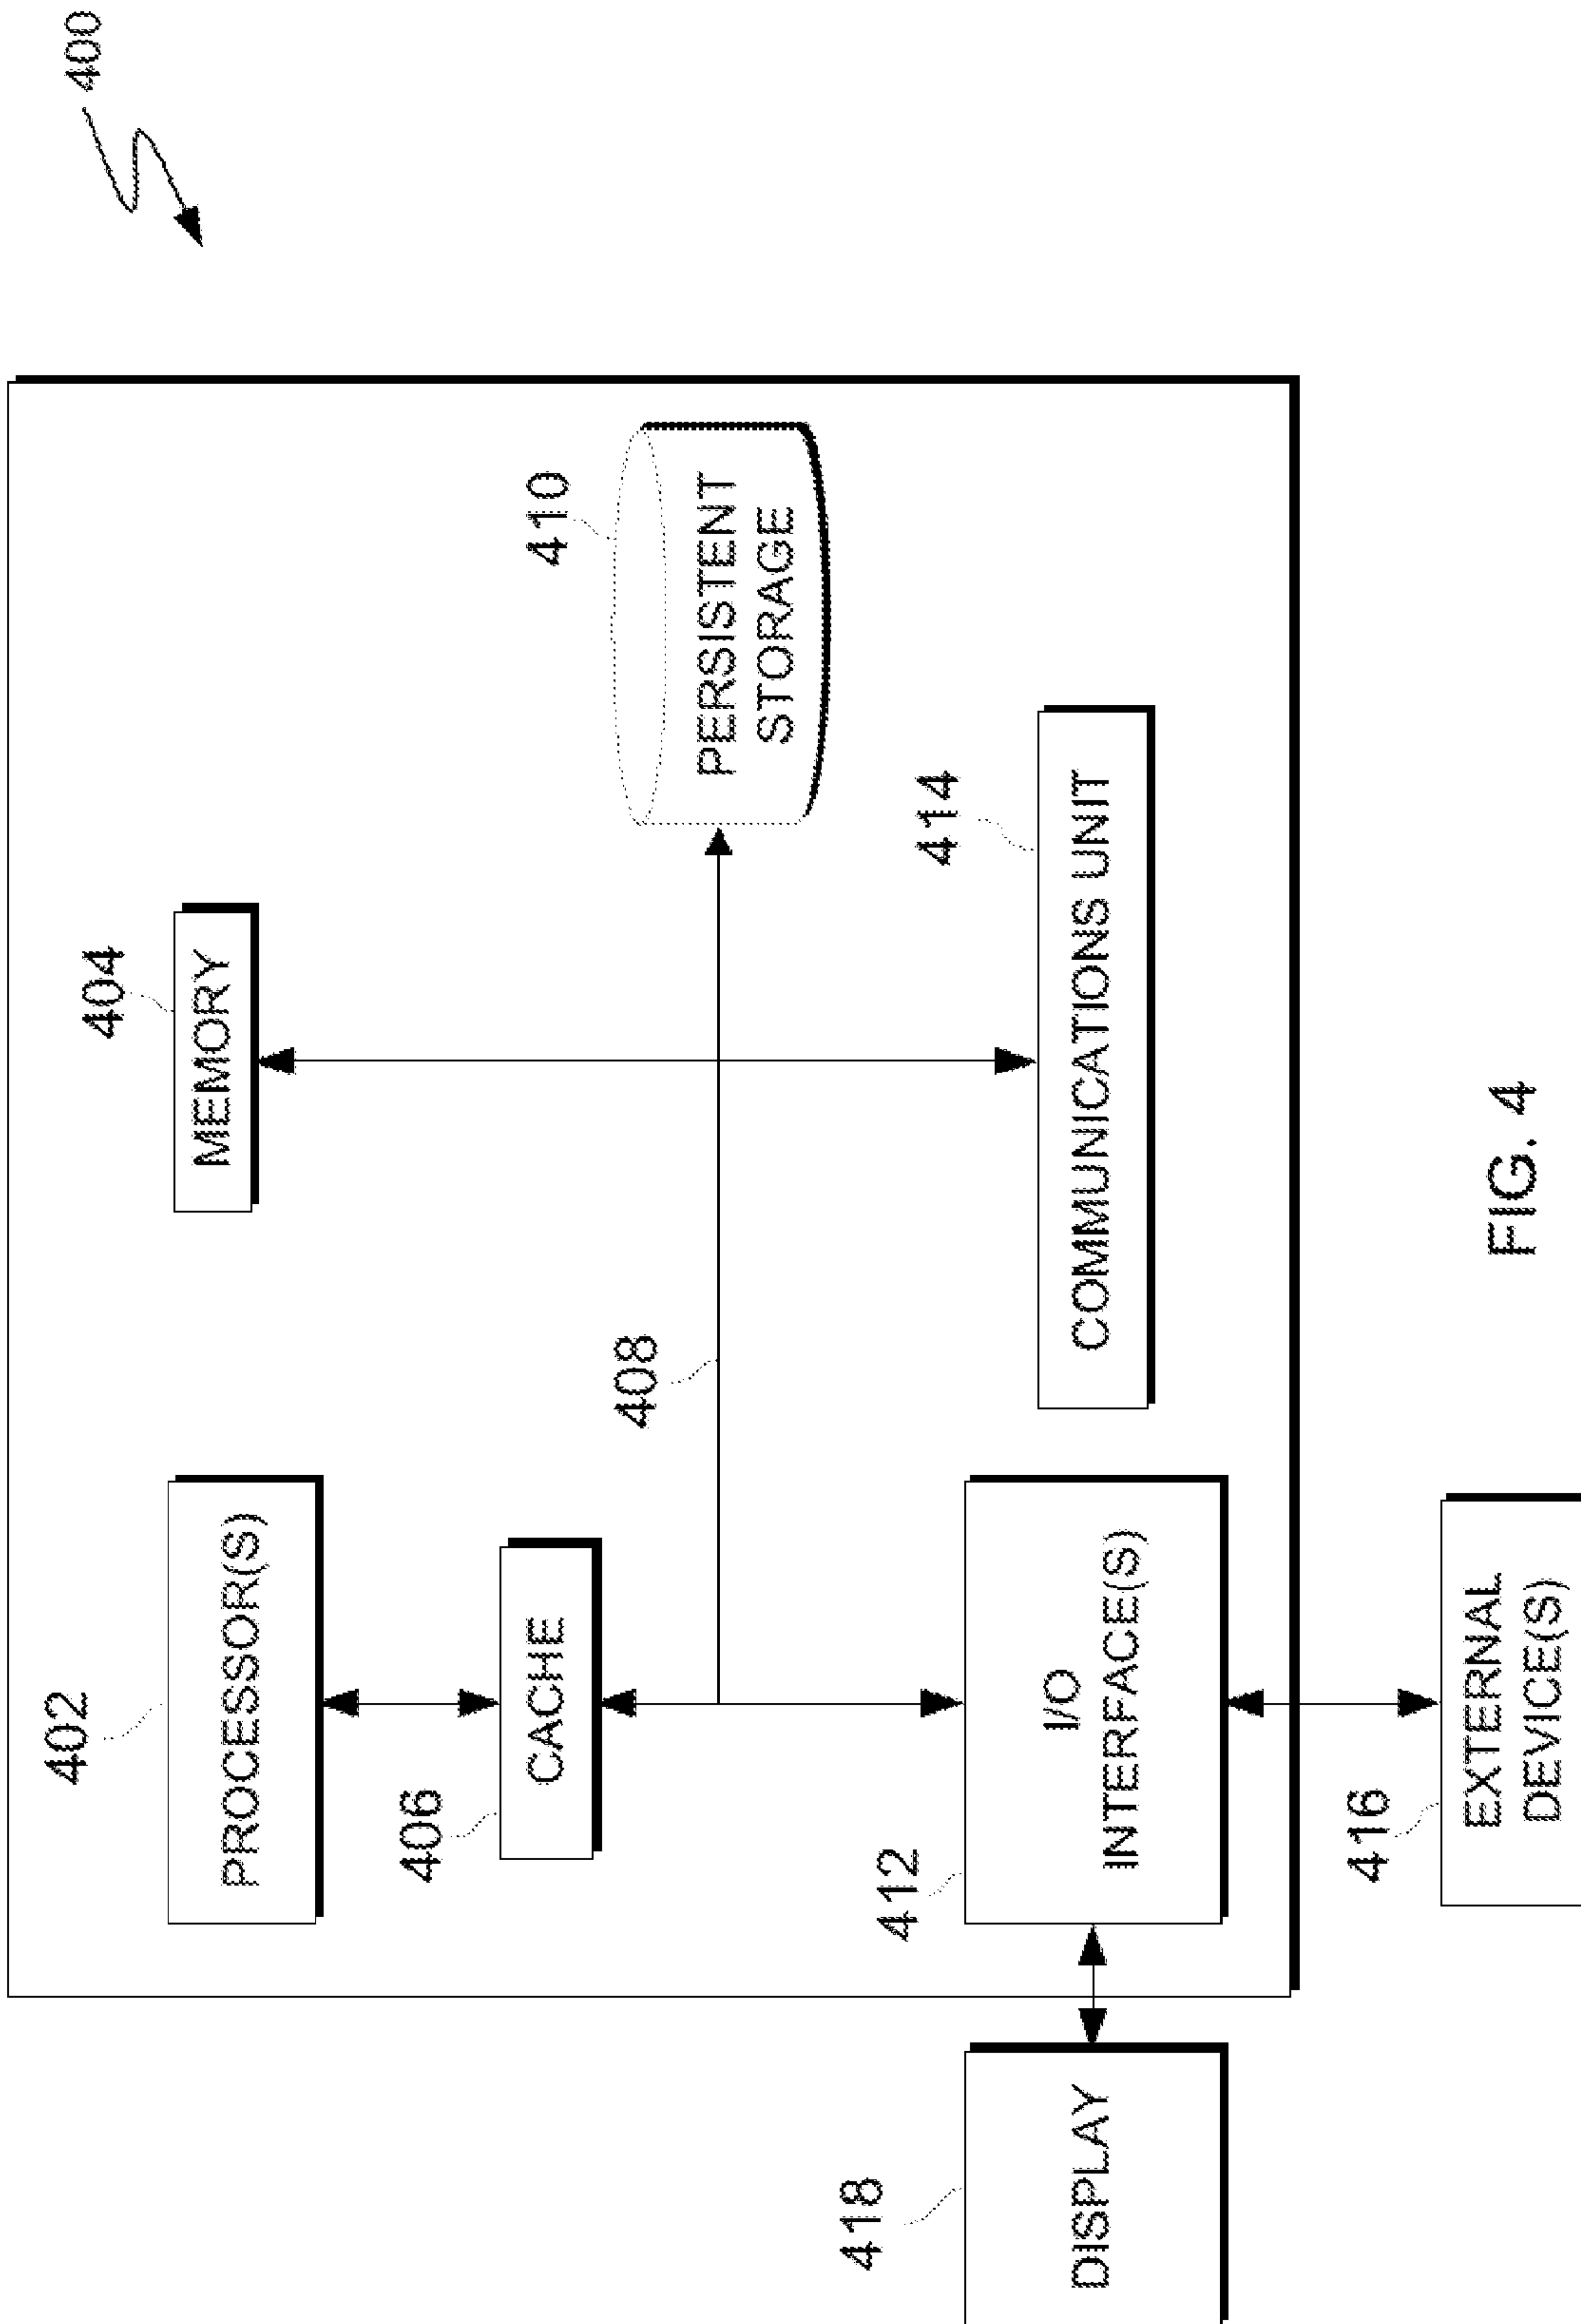 400
402
PROCESSOR(S)
404
MEMORY
406
CACHE
408
410
PERSISTENT
STORAGE
412
I/O
INTERFACE(S)
414
COMMUNICATIONS UNIT
418
DISPLAY
416
EXTERNAL
DEVICE(S)
FIG. 4